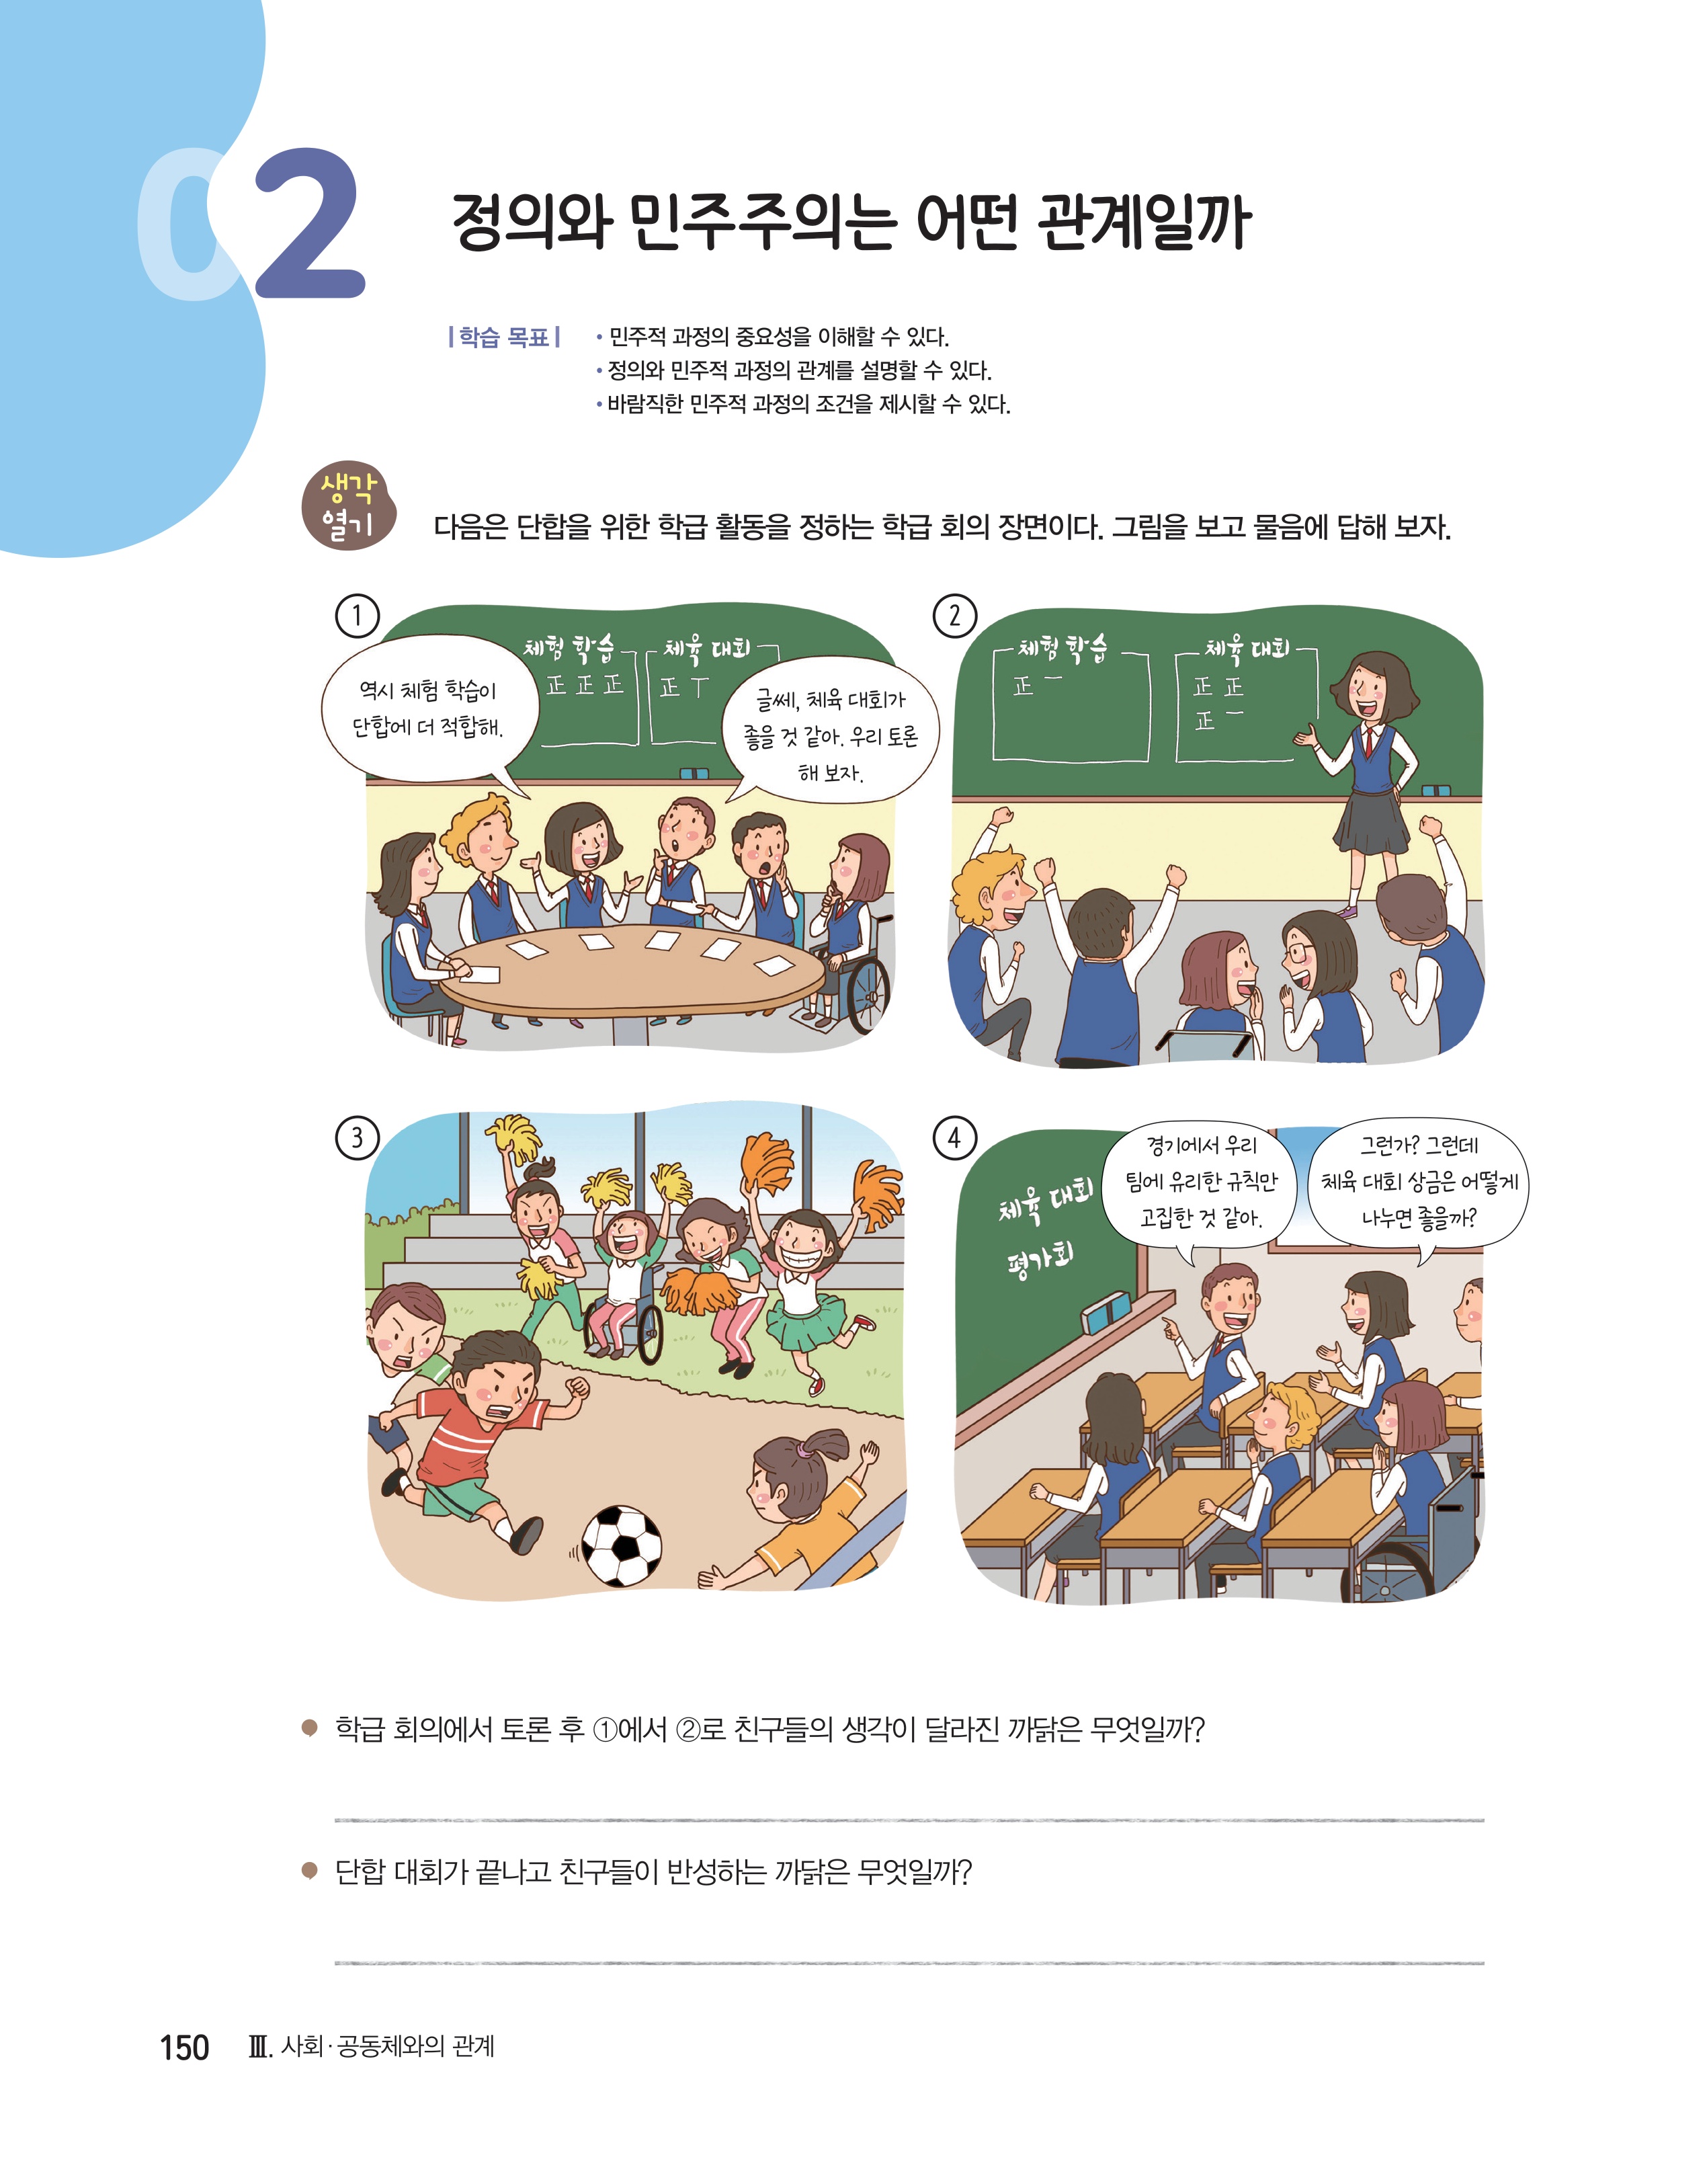 02
정의와 민주주의는 어떤 관계일까
|학습 목표|
• 민주적 과정의 중요성을 이해할 수 있다.
• 정의와 민주적 과정의 관계를 설명할 수 있다.
• 바람직한 민주적 과정의 조건을 제시할 수 있다.
생각
열기
다음은 단합을 위한 학급 활동을 정하는 학급 회의 장면이다. 그림을 보고 물음에 답해 보자.
①
체험 학습
正 正 正
체육 대회
正 丅
역시 체험 학습이
단합에 더 적합해.
글쎄, 체육 대회가
좋을 것 같아. 우리 토론
해 보자.
②
체험 학습
正 一
체육 대회
正 正
正 一
③
④
체육 대회
평가회
경기에서 우리
팀에 유리한 규칙만
고집한 것 같아.
그런가? 그런데
체육 대회 상금은 어떻게
나누면 좋을까?
학급 회의에서 토론 후 ①에서 ②로 친구들의 생각이 달라진 까닭은 무엇일까?
단합 대회가 끝나고 친구들이 반성하는 까닭은 무엇일까?
150 Ⅲ. 사회·공동체와의 관계